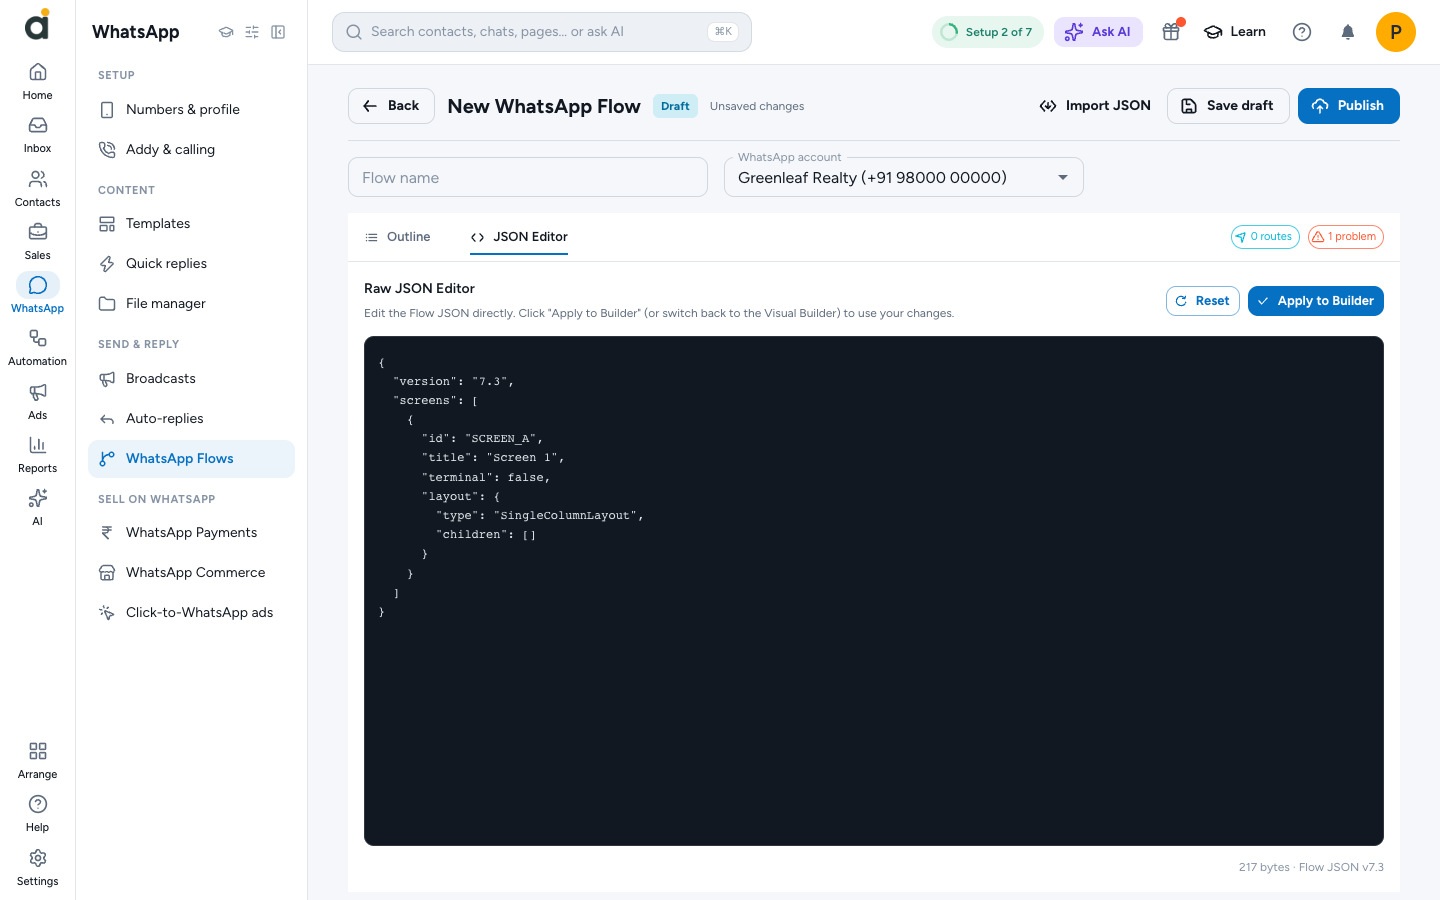 WhatsApp
Search contacts, chats, pages... or ask AI
⌘K
Setup 2 of 7
Ask AI
Learn
P
Home
Inbox
Contacts
Sales
WhatsApp
Automation
Ads
Reports
AI
Arrange
Help
Settings
SETUP
Numbers & profile
Addy & calling
CONTENT
Templates
Quick replies
File manager
SEND & REPLY
Broadcasts
Auto-replies
WhatsApp Flows
SELL ON WHATSAPP
WhatsApp Payments
WhatsApp Commerce
Click-to-WhatsApp ads
Back
New WhatsApp Flow
Draft
Unsaved changes
Import JSON
Save draft
Publish
Flow name
WhatsApp account
Greenleaf Realty (+91 98000 00000)
Outline
JSON Editor
0 routes
1 problem
Raw JSON Editor
Edit the Flow JSON directly. Click "Apply to Builder" (or switch back to the Visual Builder) to use your changes.
Reset
Apply to Builder
{
"version": "7.3",
"screens": [
{
"id": "SCREEN_A",
"title": "Screen 1",
"terminal": false,
"layout": {
"type": "SingleColumnLayout",
"children": []
}
}
]
}
217 bytes · Flow JSON v7.3